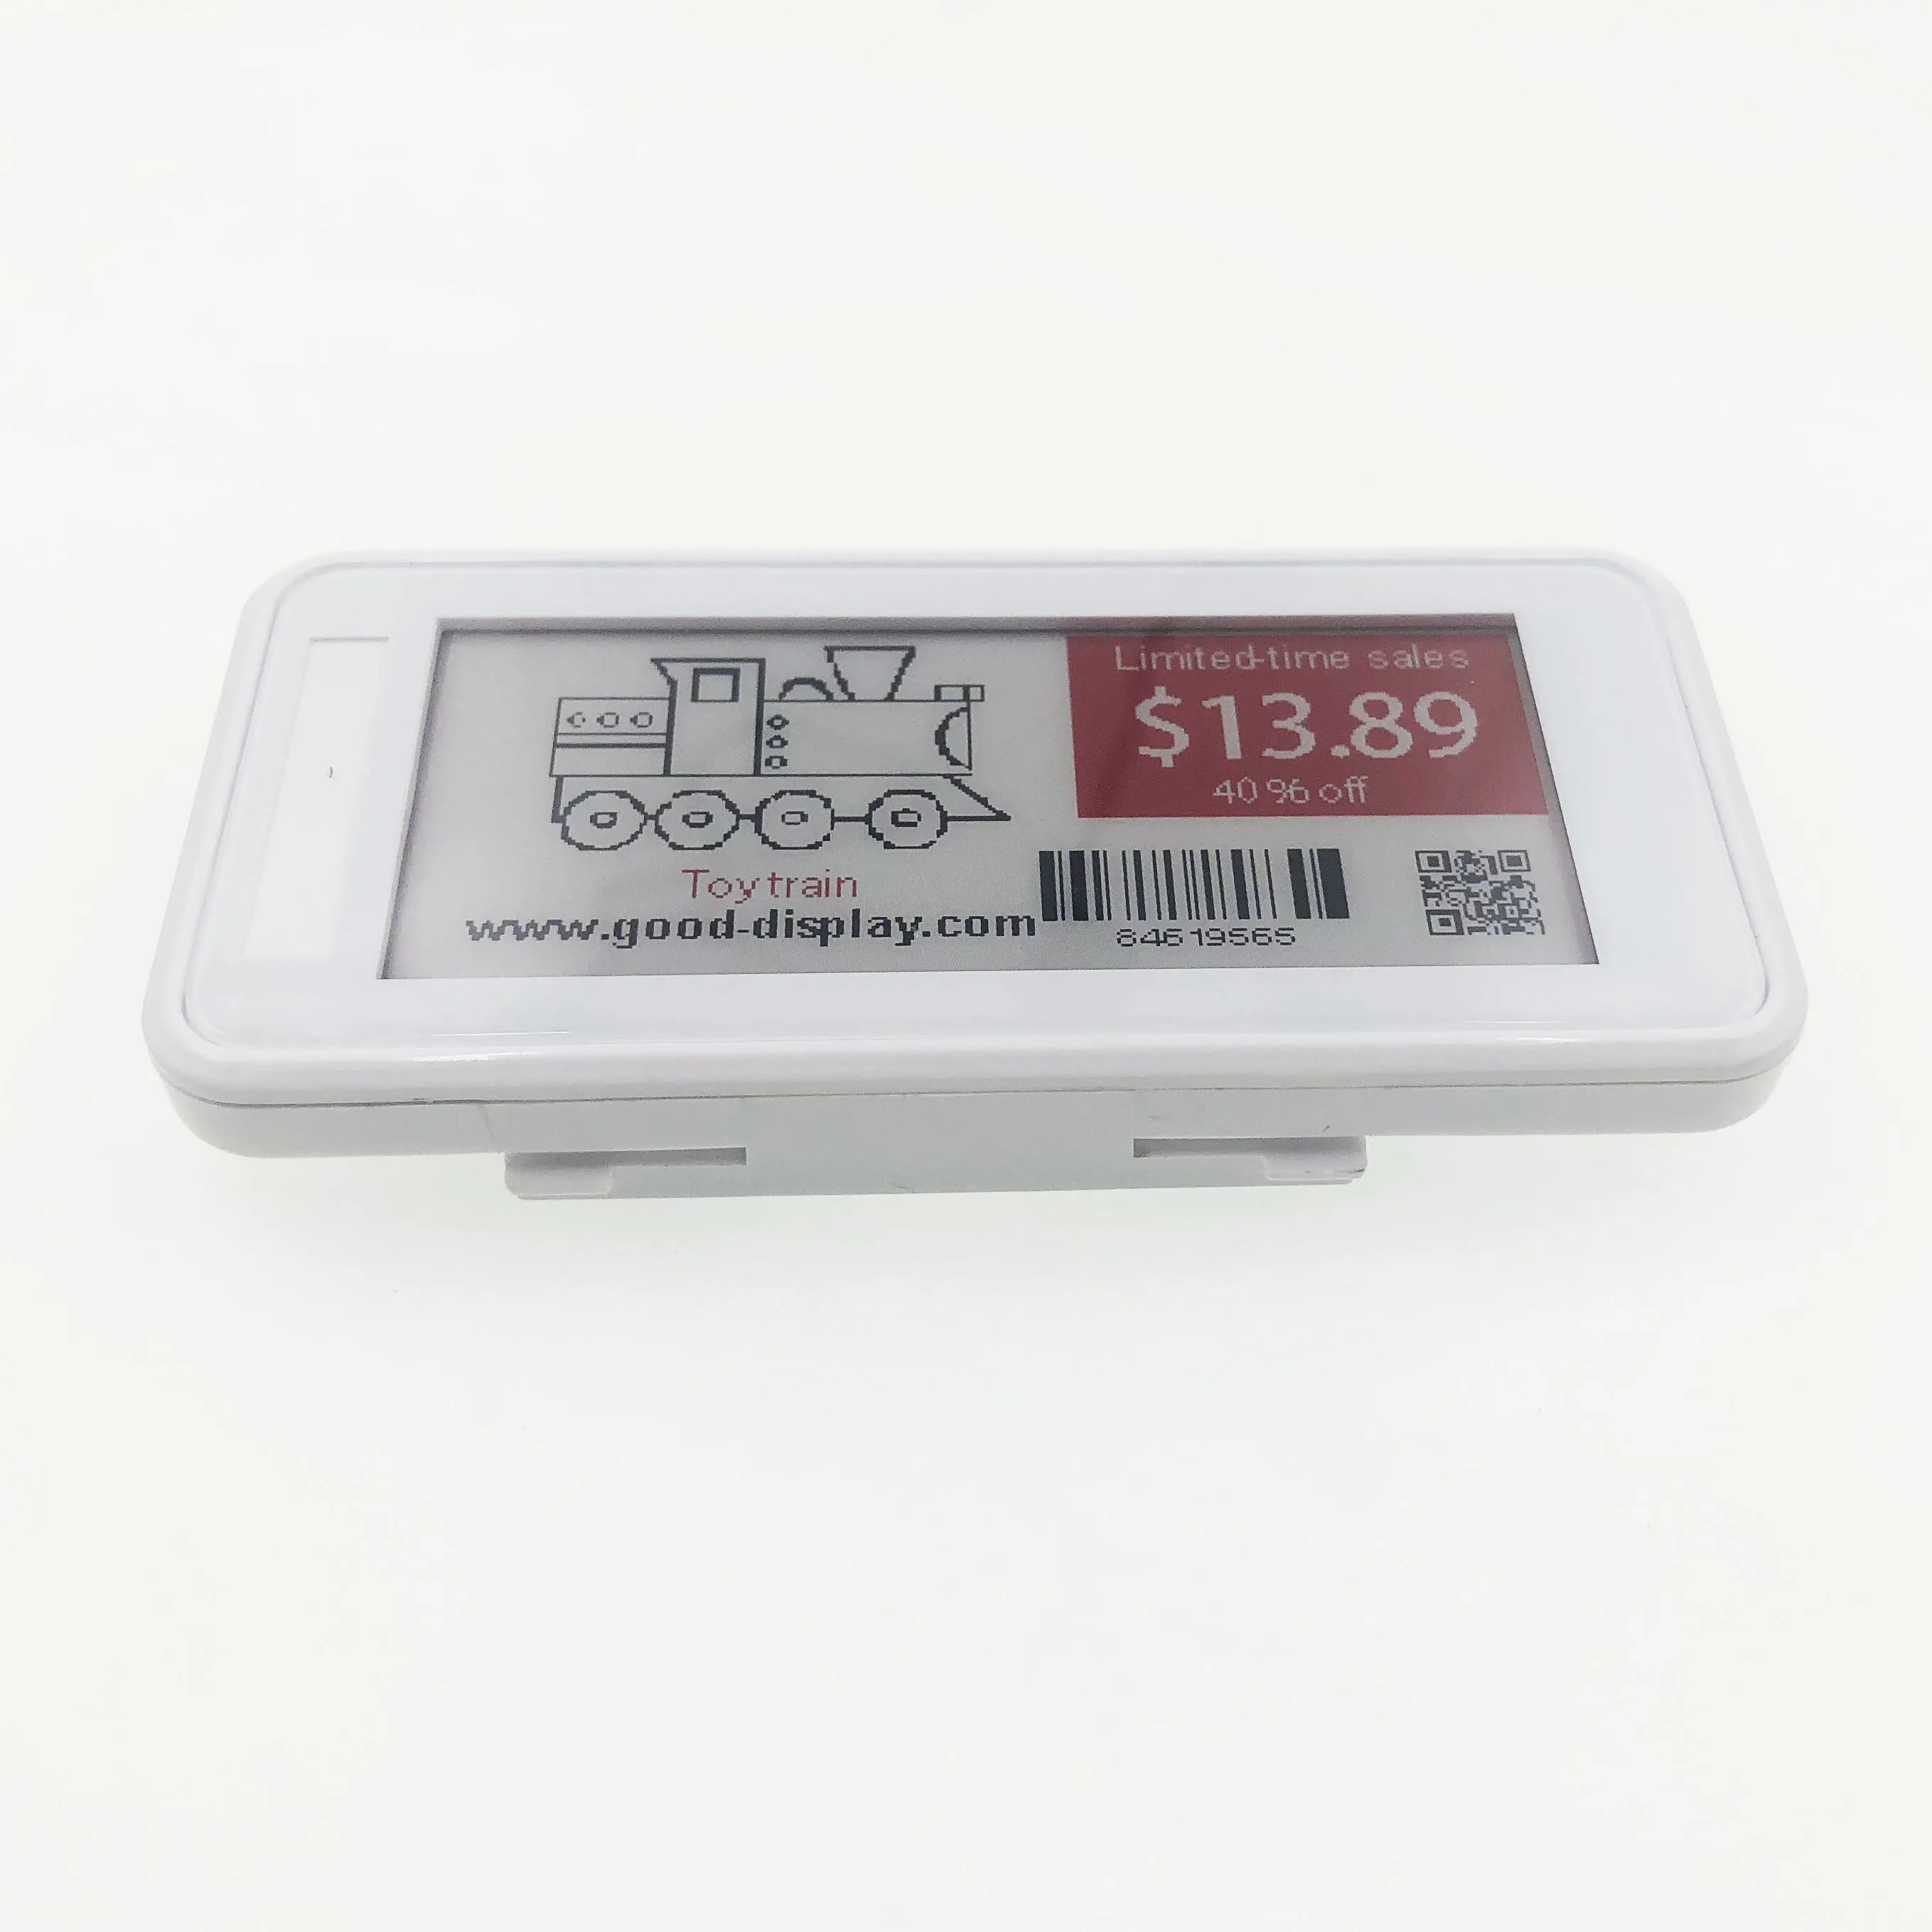 Limited-time sales
$13.89
40% off
Toy train
www.good-display.com
84619565